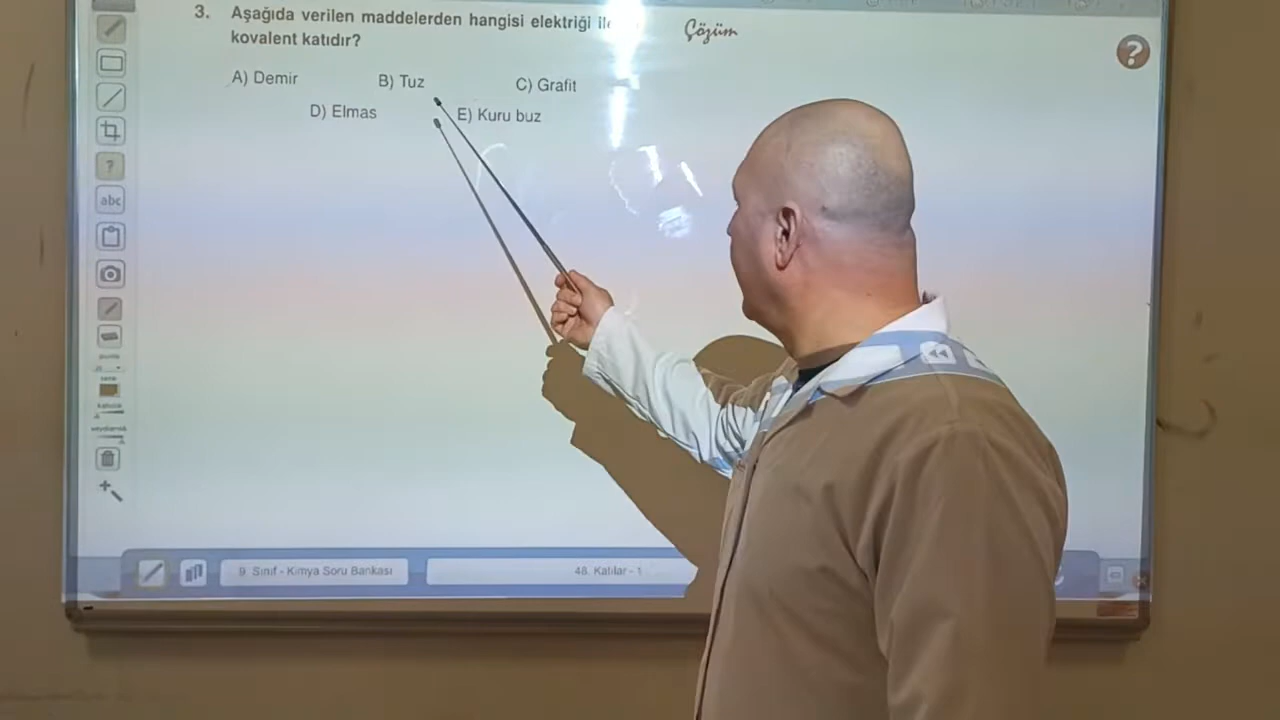 3. Aşağıda verilen maddelerden hangisi elektriği
kovalent katıdır?
Çözüm
?
A) Demir B) Tuz C) Grafit
D) Elmas E) Kuru buz
?
abc
9. Sınıf - Kimya Soru Bankası
48. Katılar - 1